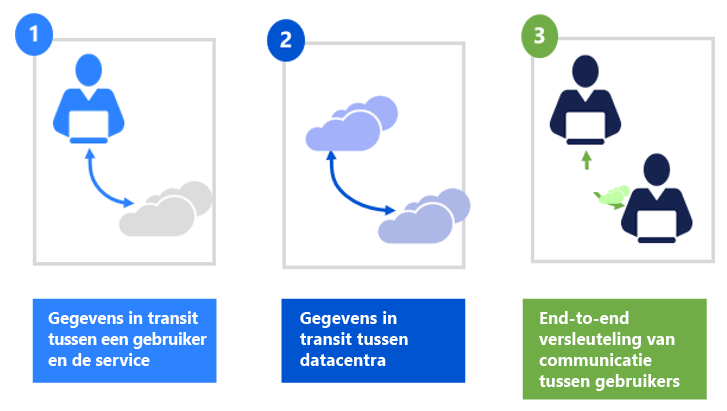 1
2
3
Gegevens in transit
tussen een gebruiker
en de service
Gegevens in
transit tussen
datacentra
End-to-end
versleuteling van
communicatie
tussen gebruikers